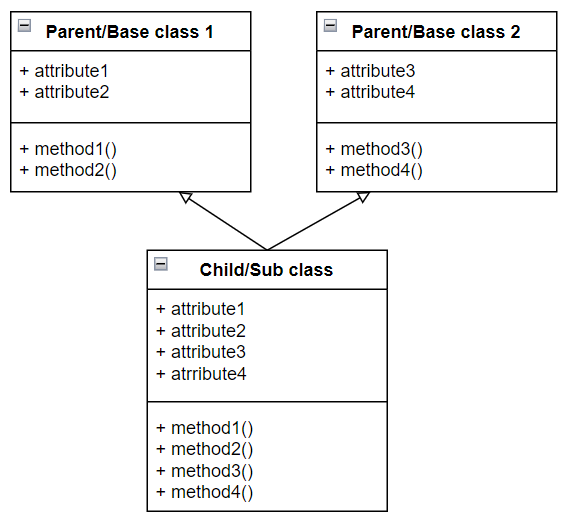 Parent/Base class 1
+ attribute1
+ attribute2
+ method1()
+ method2()
Parent/Base class 2
+ attribute3
+ attribute4
+ method3()
+ method4()
Child/Sub class
+ attribute1
+ attribute2
+ attribute3
+ atrribute4
+ method1()
+ method2()
+ method3()
+ method4()